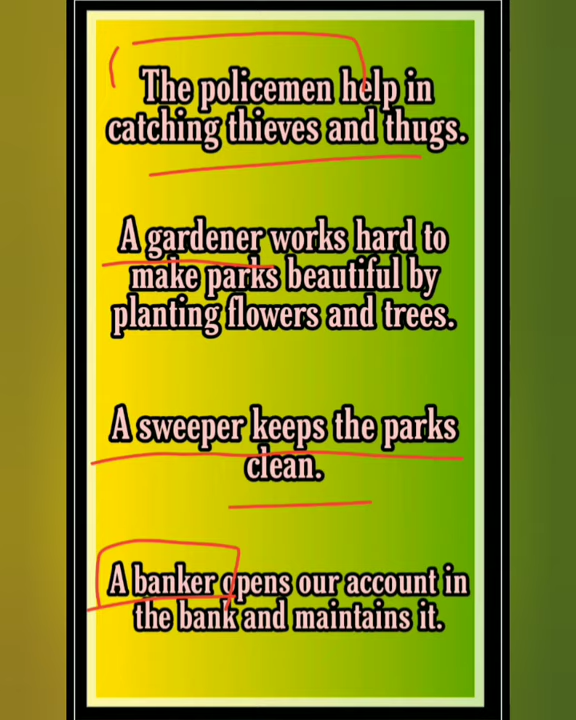 The policemen help in
catching thieves and thugs.
A gardener works hard to
make parks beautiful by
planting flowers and trees.
A sweeper keeps the parks
clean.
A banker opens our account in
the bank and maintains it.